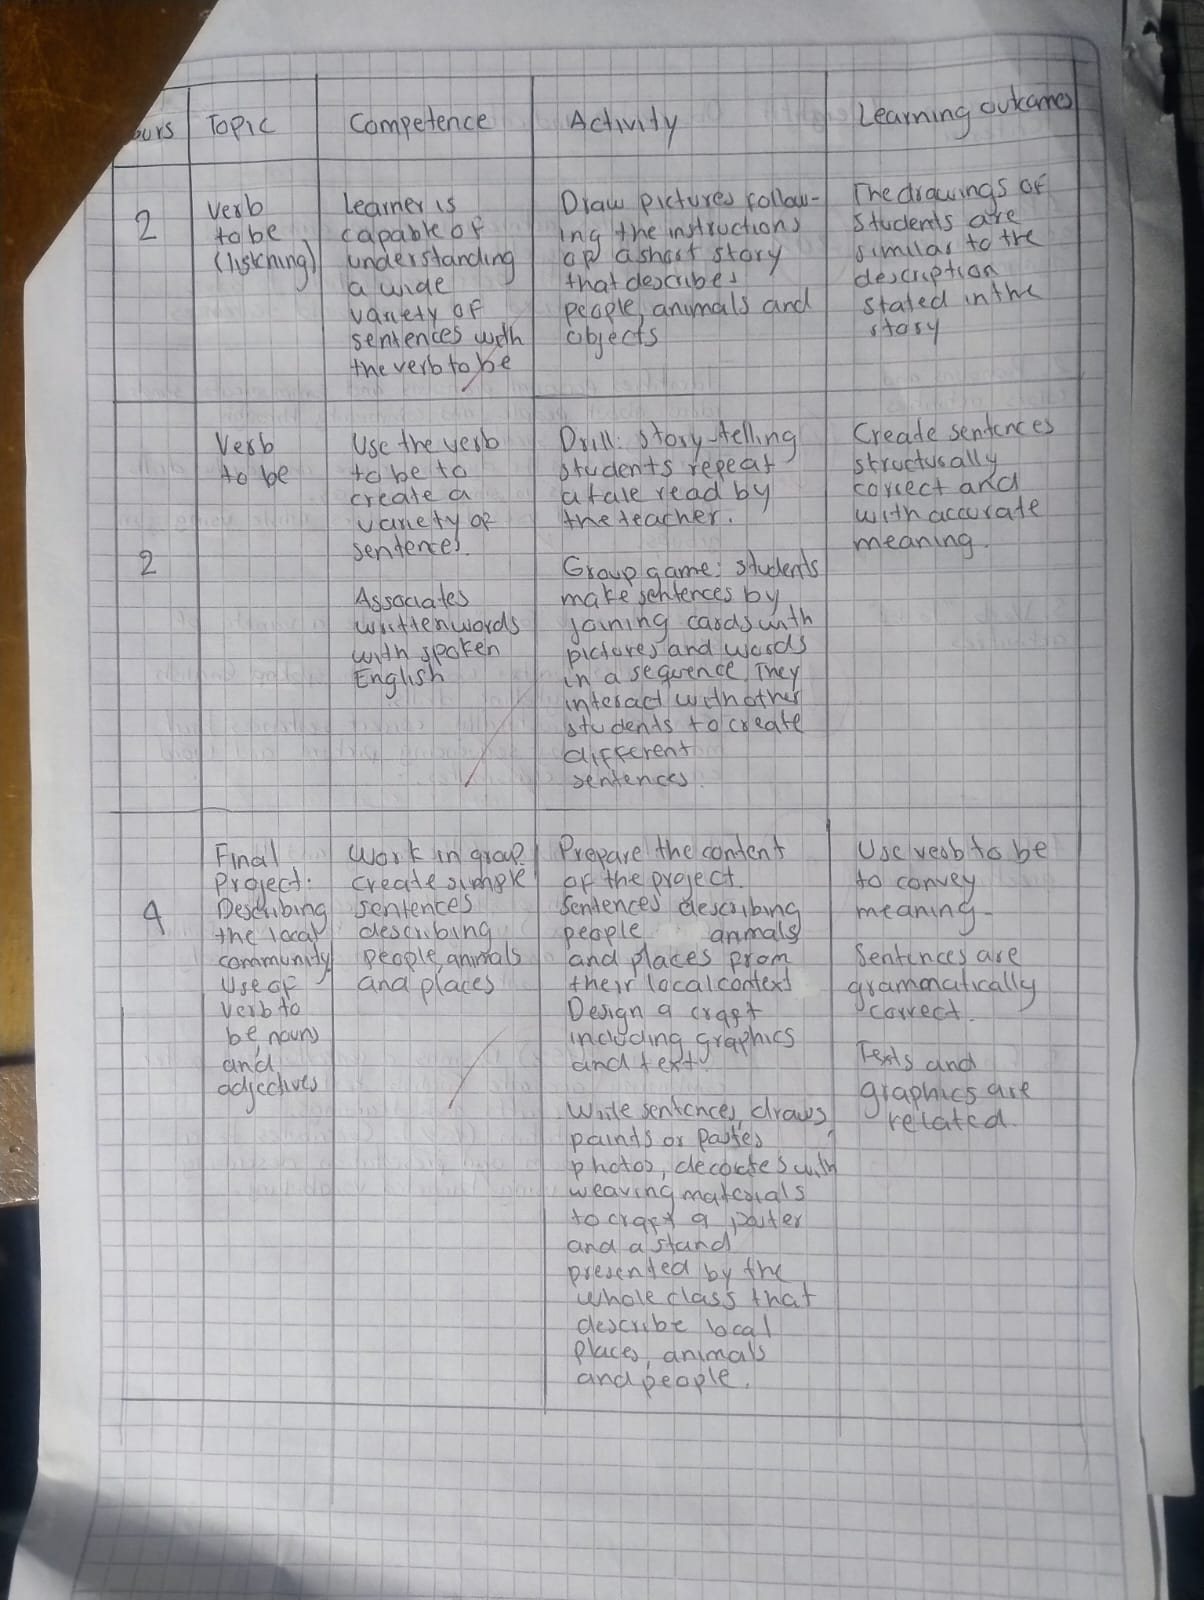 ours Topic Competence Activity Learning outcomes
2
Verb
to be
(listening)
Learner is
capable of
understanding
a wide
variety of
sentences with
the verb to be
Draw pictures follow-
ing the instructions
of a short story
that describes
people, animals and
objects
The drawings of
students are
similar to the
description
stated in the
story
2
Verb
to be
Use the verb
to be to
create a
variety of
sentences.
Associates
written words
with spoken
English
Drill: story-telling
students repeat
a tale read by
the teacher.
Group game: students
make sentences by
joining cards with
pictures and words
in a sequence. They
interact with other
students to create
different
sentences.
Create sentences
structurally
correct and
with accurate
meaning.
4
Final
Project:
Describing
the local
community
Use of
verb to
be, nouns
and
adjectives
Work in group
create simple
sentences
describing
people, animals
and places
Prepare the content
of the project.
Sentences describing
people animals
and places from
their local context
Design a craft
including graphics
and text.
Write sentences, draws,
paints or pastes
photos, decorates with
weaving materials
to craft a poster
and a stand
presented by the
whole class that
describe local
places, animals
and people.
Use verb to be
to convey
meaning.
Sentences are
grammatically
correct.
Texts and
graphics are
related.